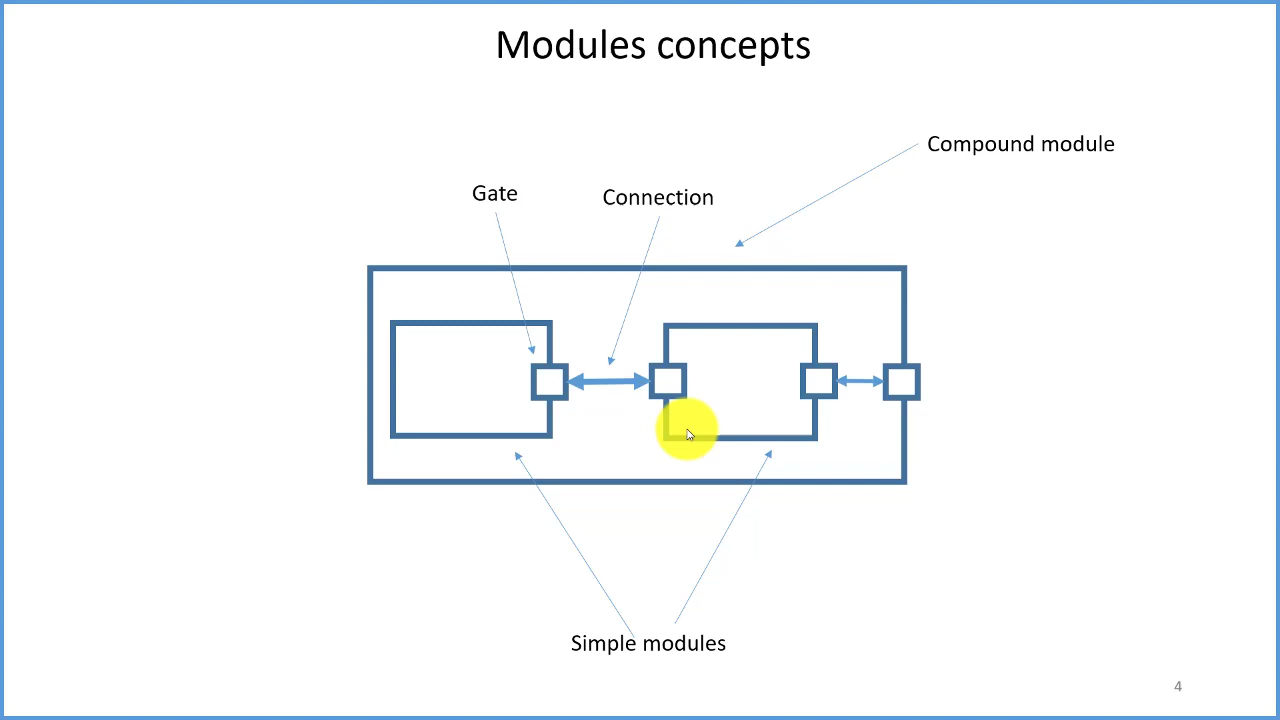 Modules concepts
Compound module
Gate
Connection
Simple modules
4